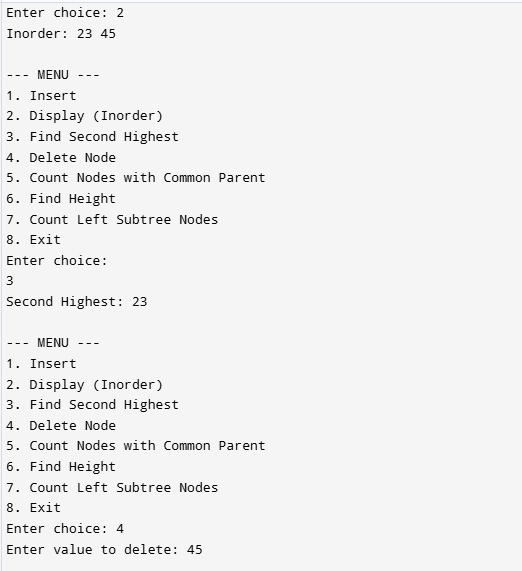 Enter choice: 2
Inorder: 23 45
--- MENU ---
1. Insert
2. Display (Inorder)
3. Find Second Highest
4. Delete Node
5. Count Nodes with Common Parent
6. Find Height
7. Count Left Subtree Nodes
8. Exit
Enter choice:
3
Second Highest: 23
--- MENU ---
1. Insert
2. Display (Inorder)
3. Find Second Highest
4. Delete Node
5. Count Nodes with Common Parent
6. Find Height
7. Count Left Subtree Nodes
8. Exit
Enter choice: 4
Enter value to delete: 45